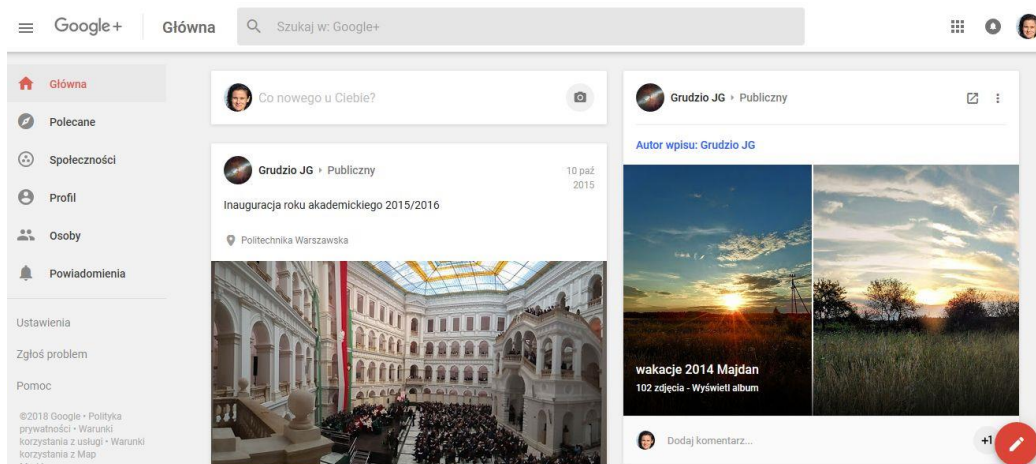 Google+
Główna
Szukaj w: Google+
Główna
Polecane
Społeczności
Profil
Osoby
Powiadomienia
Ustawienia
Zgłoś problem
Pomoc
©2018 Google • Polityka
prywatności • Warunki
korzystania z usługi • Warunki
korzystania z Map
Co nowego u Ciebie?
Grudzio JG ‣ Publiczny
10 paź
2015
Inauguracja roku akademickiego 2015/2016
Politechnika Warszawska
Grudzio JG ‣ Publiczny
Autor wpisu: Grudzio JG
wakacje 2014 Majdan
102 zdjęcia - Wyświetl album
Dodaj komentarz...
+1